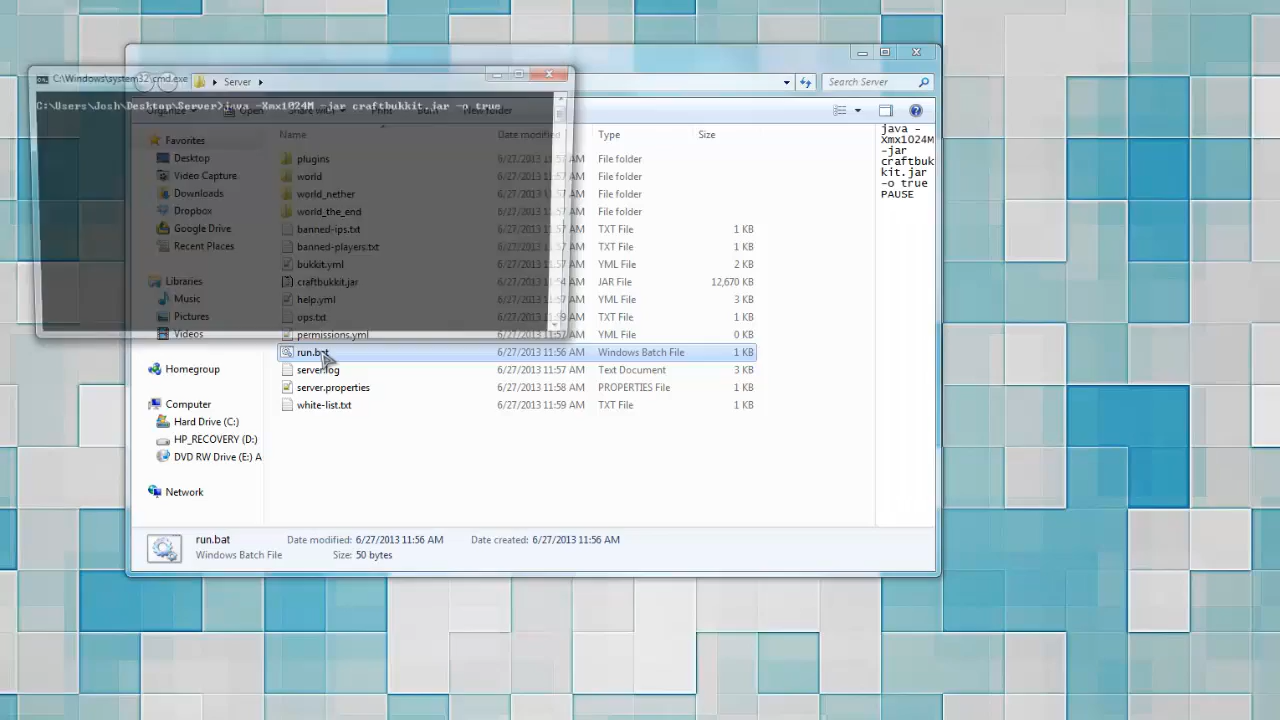 C:\Windows\system32\cmd.exe
Server
Search Server
C:\Users\Josh\Desktop\Server>java -Xmx1024M -jar craftbukkit.jar -o true
Organize Open Share with Print Burn New folder
Name Date modified Type Size
Favorites
Desktop
Video Capture
Downloads
Dropbox
Google Drive
Recent Places
Libraries
Music
Pictures
Videos
Homegroup
Computer
Hard Drive (C:)
HP_RECOVERY (D:)
DVD RW Drive (E:) A
Network
plugins 6/27/2013 11:57 AM File folder
world 6/27/2013 11:57 AM File folder
world_nether 6/27/2013 11:57 AM File folder
world_the_end 6/27/2013 11:57 AM File folder
banned-ips.txt 6/27/2013 11:57 AM TXT File 1 KB
banned-players.txt 6/27/2013 11:57 AM TXT File 1 KB
bukkit.yml 6/27/2013 11:57 AM YML File 2 KB
craftbukkit.jar 6/27/2013 11:54 AM JAR File 12,670 KB
help.yml 6/27/2013 11:57 AM YML File 3 KB
ops.txt 6/27/2013 11:59 AM TXT File 1 KB
permissions.yml 6/27/2013 11:57 AM YML File 0 KB
run.bat 6/27/2013 11:56 AM Windows Batch File 1 KB
server.log 6/27/2013 11:57 AM Text Document 3 KB
server.properties 6/27/2013 11:58 AM PROPERTIES File 1 KB
white-list.txt 6/27/2013 11:59 AM TXT File 1 KB
java -
Xmx1024M
-jar
craftbuk
kit.jar
-o true
PAUSE
run.bat Date modified: 6/27/2013 11:56 AM Date created: 6/27/2013 11:56 AM
Windows Batch File Size: 50 bytes